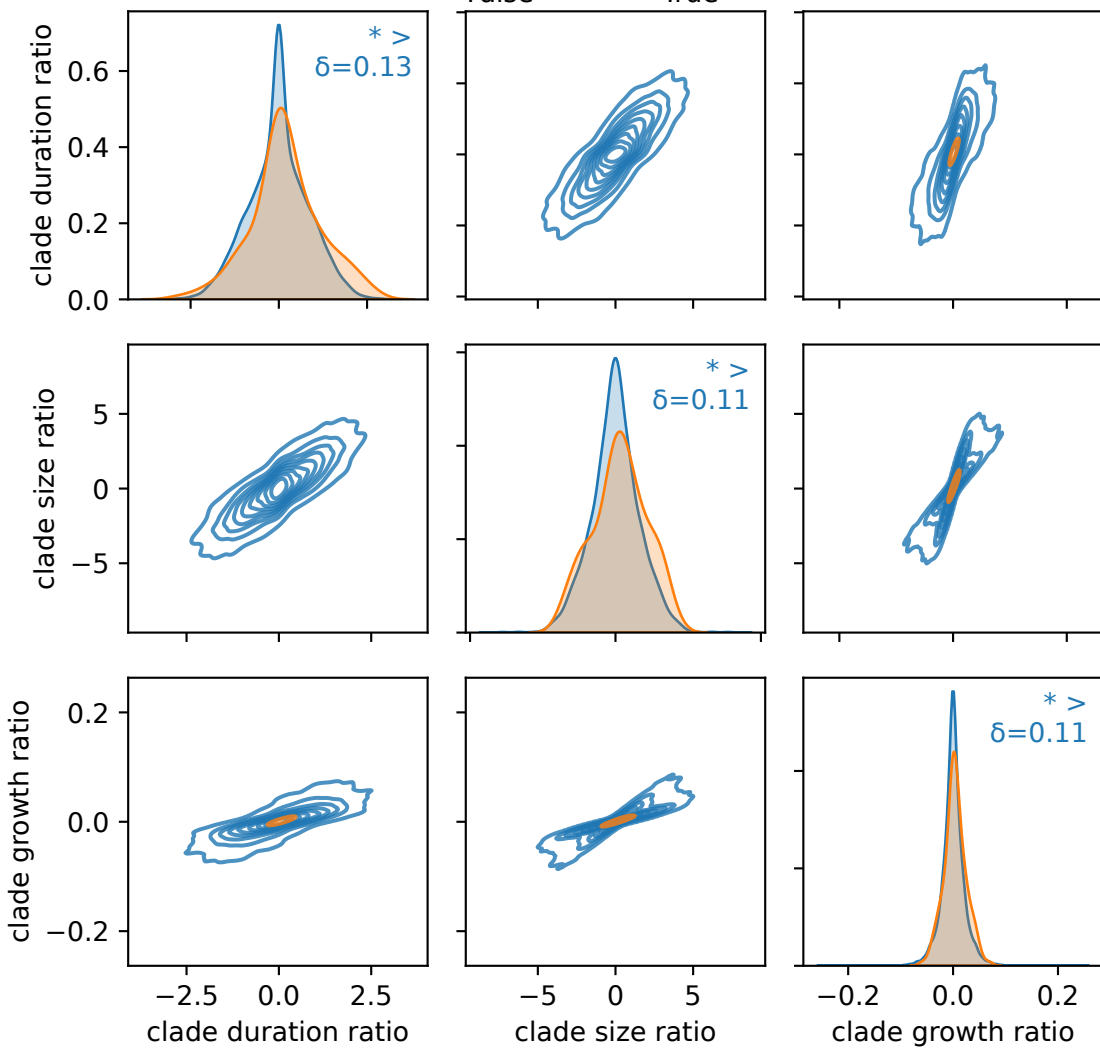 True
clade duration ratio
0.6
0.4
0.2
0.0
* >
δ=0.13
clade size ratio
5
0
−5
* >
δ=0.11
clade growth ratio
0.2
0.0
−0.2
* >
δ=0.11
−2.5 0.0 2.5
−5 0 5
−0.2 0.0 0.2
clade duration ratio
clade size ratio
clade growth ratio